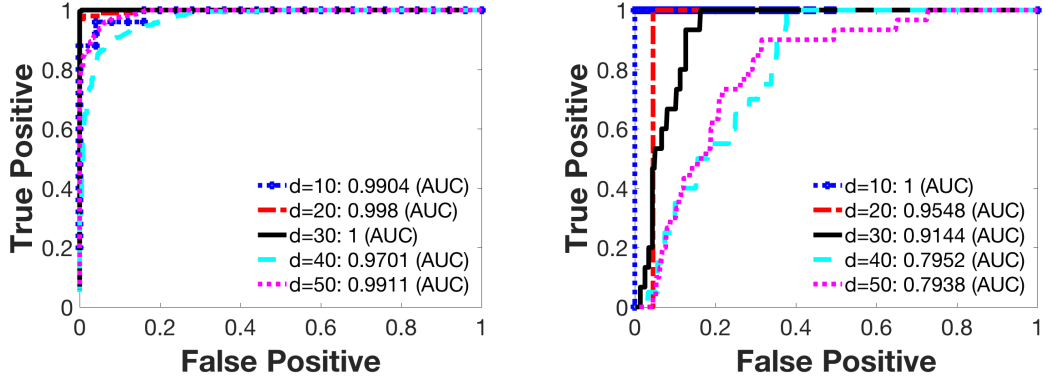 1
0.8
0.6
0.4
0.2
0
True Positive
d=10: 0.9904 (AUC)
d=20: 0.998 (AUC)
d=30: 1 (AUC)
d=40: 0.9701 (AUC)
d=50: 0.9911 (AUC)
0 0.2 0.4 0.6 0.8 1
False Positive
1
0.8
0.6
0.4
0.2
0
True Positive
d=10: 1 (AUC)
d=20: 0.9548 (AUC)
d=30: 0.9144 (AUC)
d=40: 0.7952 (AUC)
d=50: 0.7938 (AUC)
0 0.2 0.4 0.6 0.8 1
False Positive